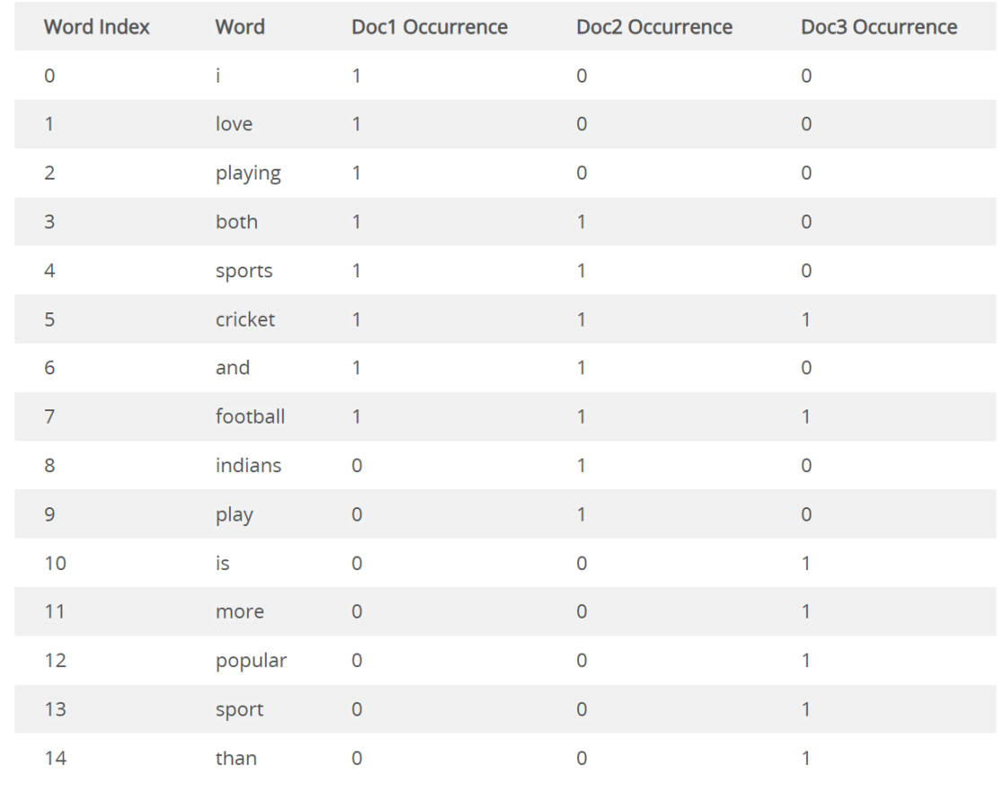 Word Index Word Doc1 Occurrence Doc2 Occurrence Doc3 Occurrence
0 i 1 0 0
1 love 1 0 0
2 playing 1 0 0
3 both 1 1 0
4 sports 1 1 0
5 cricket 1 1 1
6 and 1 1 0
7 football 1 1 1
8 indians 0 1 0
9 play 0 1 0
10 is 0 0 1
11 more 0 0 1
12 popular 0 0 1
13 sport 0 0 1
14 than 0 0 1